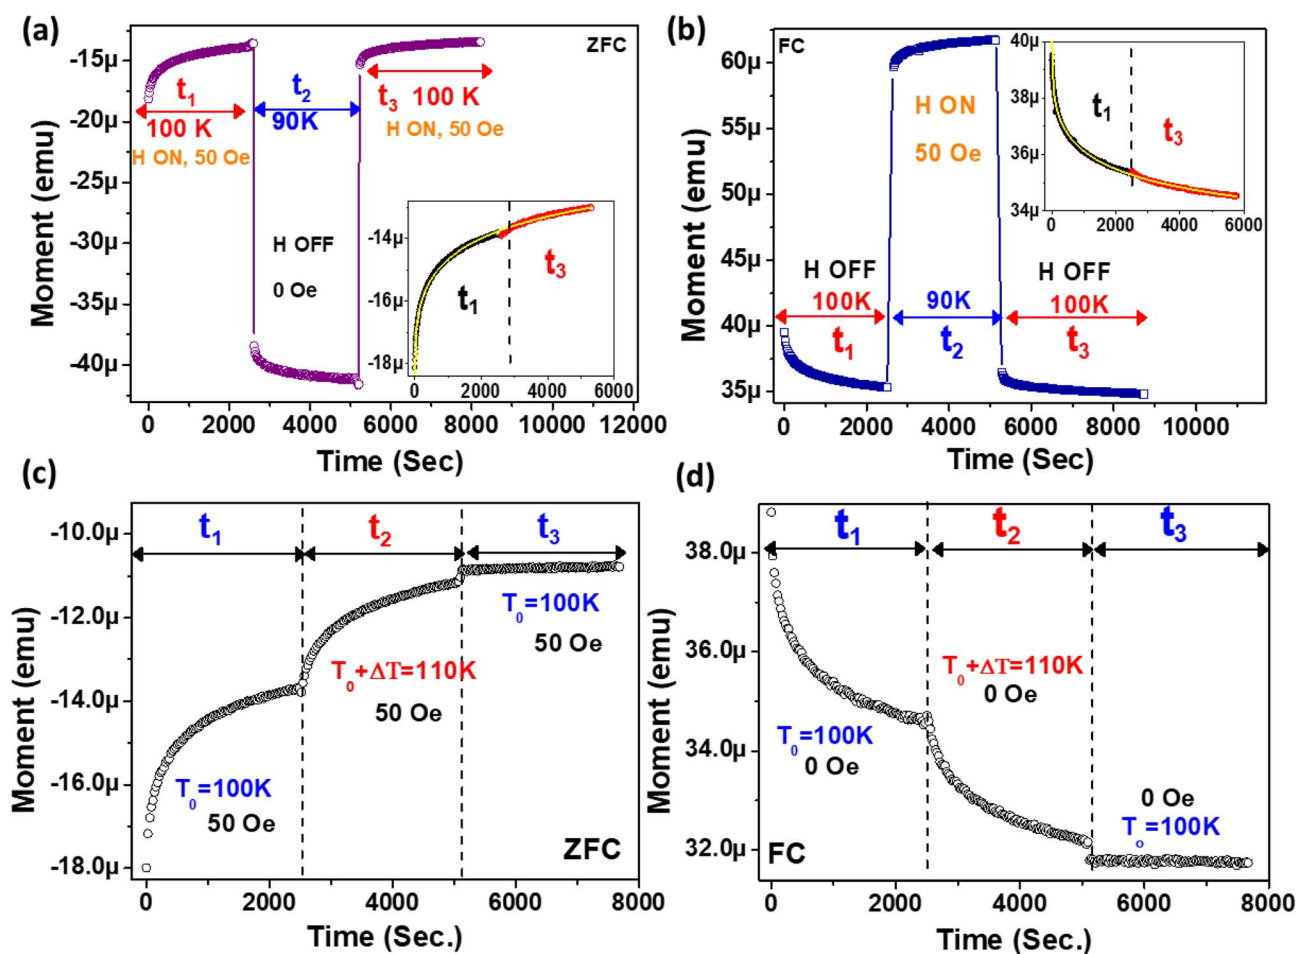 (a)
ZFC
-15μ
-20μ
-25μ
-30μ
-35μ
-40μ
Moment (emu)
t1
100 K
H ON, 50 Oe
t2
90K
H OFF
0 Oe
t3 100 K
H ON, 50 Oe
-14μ
-16μ
-18μ
t1
t3
0 2000 4000 6000
0 2000 4000 6000 8000 10000 12000
Time (Sec)
(b)
FC
60μ
55μ
50μ
45μ
40μ
35μ
Moment (emu)
H ON
50 Oe
H OFF
100K
t1
90K
t2
H OFF
100K
t3
40μ
38μ
36μ
34μ
t1
t3
0 2000 4000 6000
0 2000 4000 6000 8000 10000
Time (Sec)
(c)
-10.0μ
-12.0μ
-14.0μ
-16.0μ
-18.0μ
Moment (emu)
t1
t2
t3
T0=100K
50 Oe
T0+ΔT=110K
50 Oe
T0=100K
50 Oe
ZFC
0 2000 4000 6000 8000
Time (Sec.)
(d)
38.0μ
36.0μ
34.0μ
32.0μ
Moment (emu)
t1
t2
t3
T0=100K
0 Oe
T0+ΔT=110K
0 Oe
0 Oe
To=100K
FC
0 2000 4000 6000 8000
Time (Sec.)